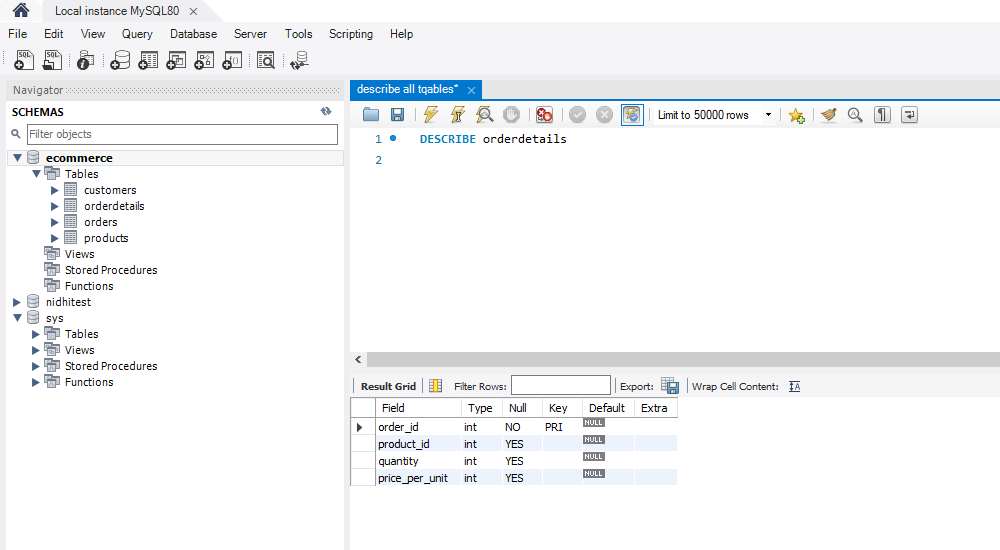 Local instance MySQL80
File Edit View Query Database Server Tools Scripting Help
Navigator
SCHEMAS
Filter objects
ecommerce
Tables
customers
orderdetails
orders
products
Views
Stored Procedures
Functions
nidhitest
sys
Tables
Views
Stored Procedures
Functions
describe all tqables*
Limit to 50000 rows
1 DESCRIBE orderdetails
2
Result Grid Filter Rows: Export: Wrap Cell Content:
Field Type Null Key Default Extra
order_id int NO PRI NULL
product_id int YES NULL
quantity int YES NULL
price_per_unit int YES NULL